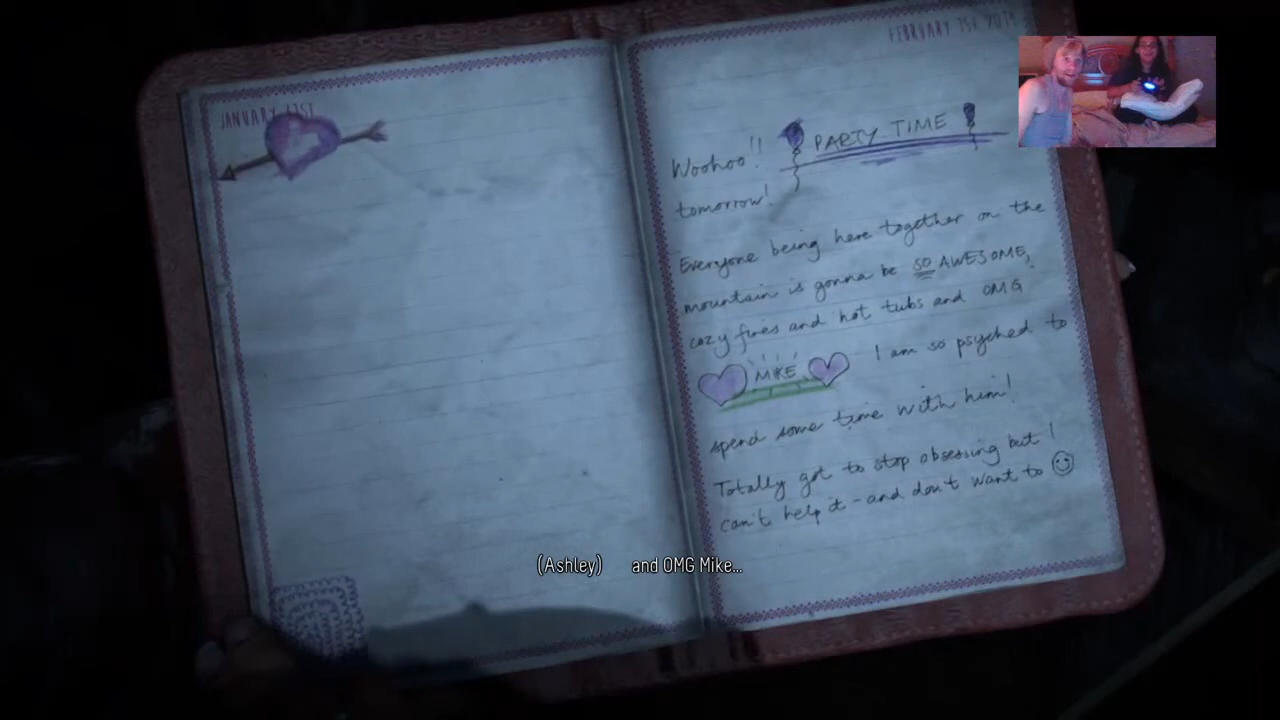 JANUARY 31ST
FEBRUARY 1ST 2014
PARTY TIME
Woohoo!!
tomorrow!
Everyone being here together on the
mountain is gonna be SO AWESOME,
cozy fires and hot tubs and OMG
MIKE I am so psyched to
spend some time with him!
Totally got to stop obsessing but I
can't help it - and don't want to ☺
(Ashley) and OMG Mike...